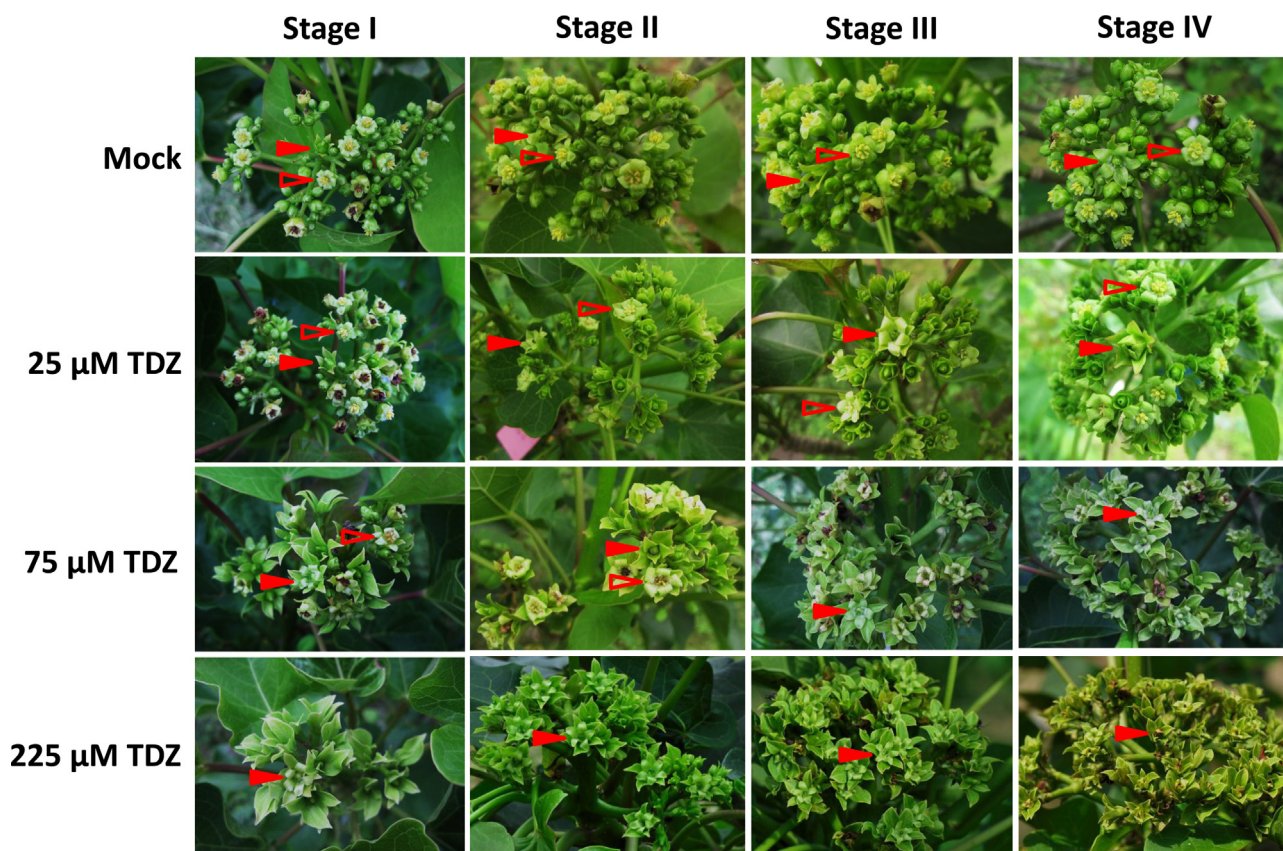 Stage I
Stage II
Stage III
Stage IV
Mock
25 μM TDZ
75 μM TDZ
225 μM TDZ